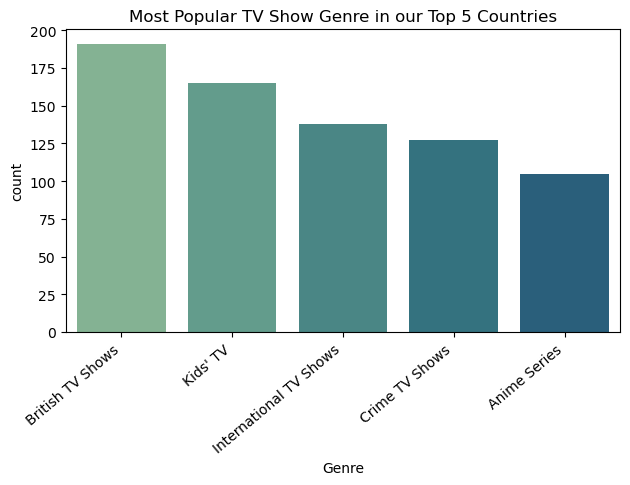 Most Popular TV Show Genre in our Top 5 Countries
200
175
150
125
100
75
50
25
0
count
British TV Shows
Kids' TV
International TV Shows
Crime TV Shows
Anime Series
Genre